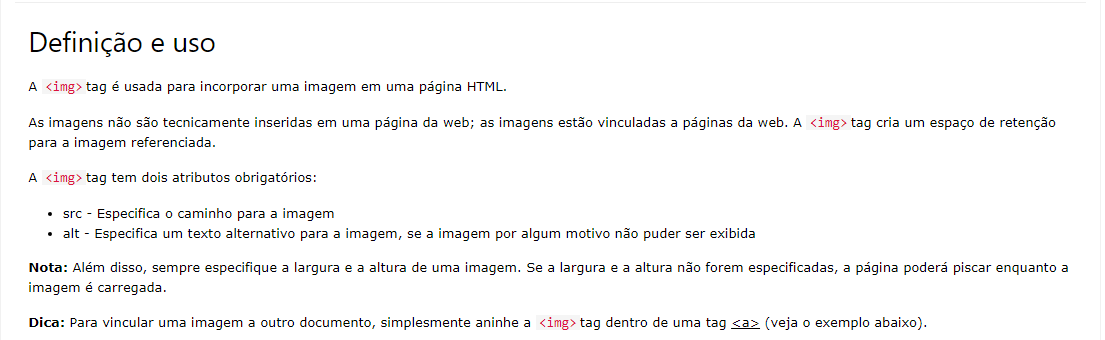 Definição e uso
A <img> tag é usada para incorporar uma imagem em uma página HTML.
As imagens não são tecnicamente inseridas em uma página da web; as imagens estão vinculadas a páginas da web. A <img> tag cria um espaço de retenção
para a imagem referenciada.
A <img> tag tem dois atributos obrigatórios:
• src - Especifica o caminho para a imagem
• alt - Especifica um texto alternativo para a imagem, se a imagem por algum motivo não puder ser exibida
Nota: Além disso, sempre especifique a largura e a altura de uma imagem. Se a largura e a altura não forem especificadas, a página poderá piscar enquanto a
imagem é carregada.
Dica: Para vincular uma imagem a outro documento, simplesmente aninhe a <img> tag dentro de uma tag <a> (veja o exemplo abaixo).